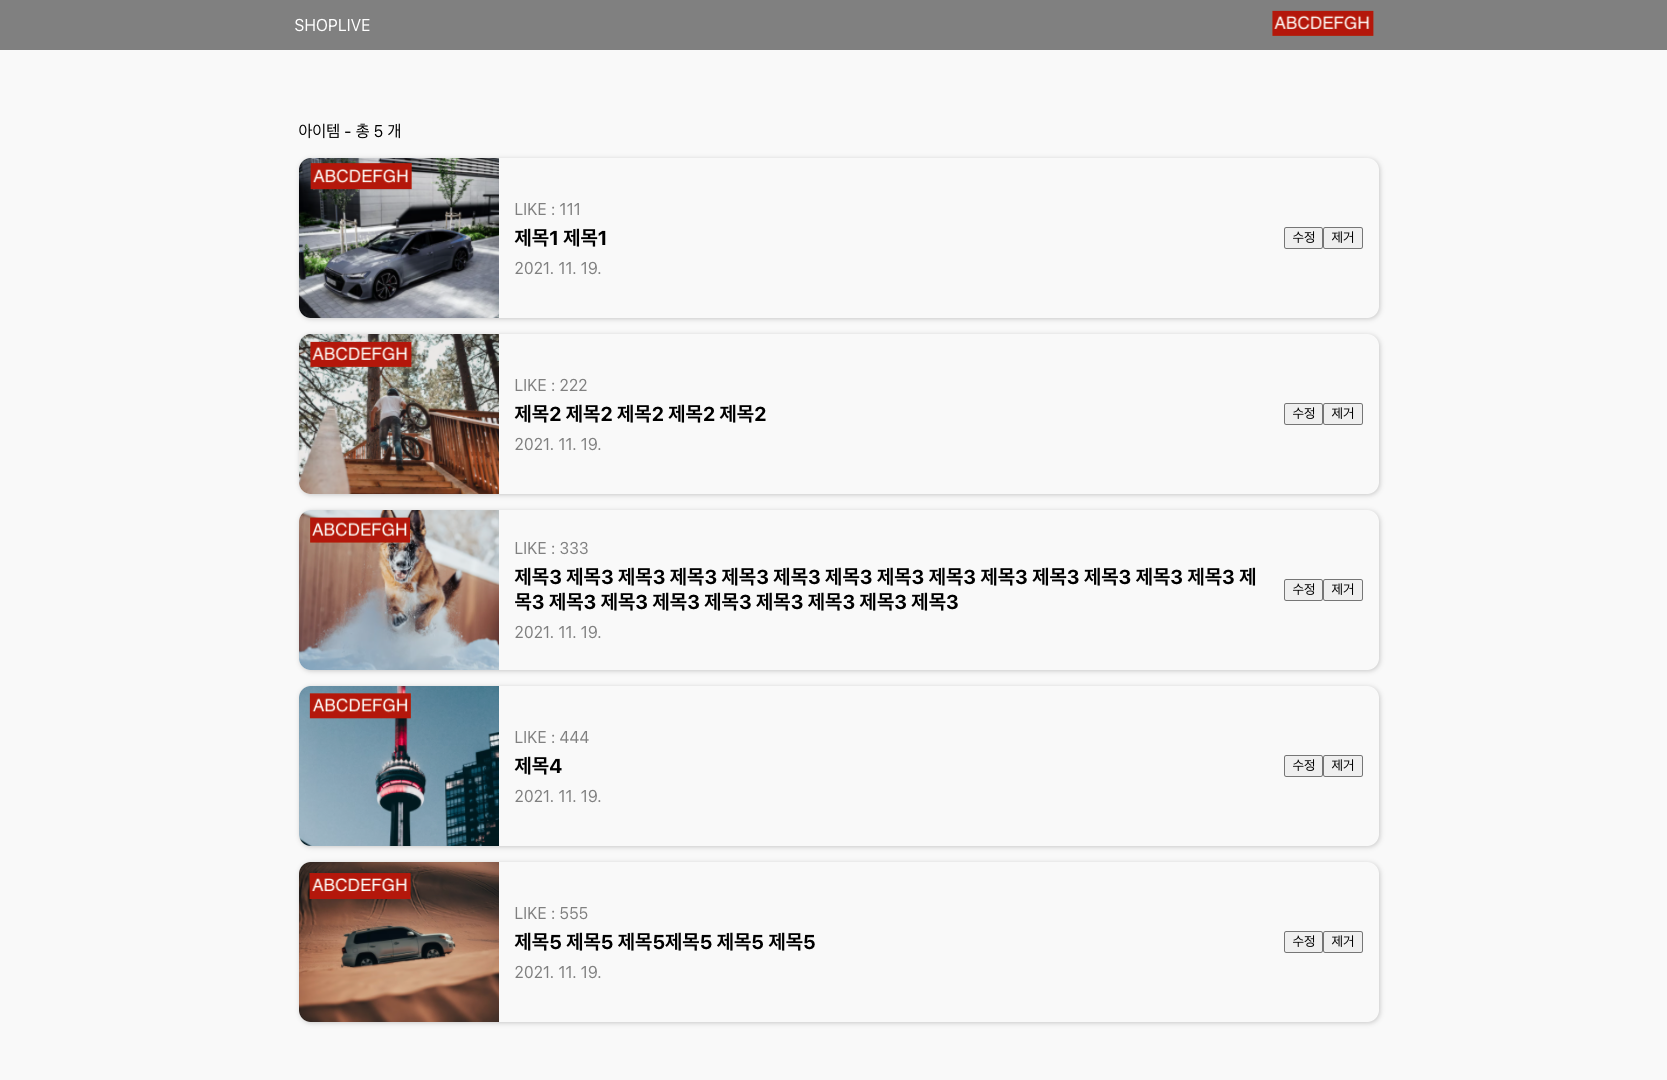 SHOPLIVE
ABCDEFGH
아이템 - 총 5 개
ABCDEFGH
LIKE : 111
제목1 제목1
2021. 11. 19.
수정 제거
ABCDEFGH
LIKE : 222
제목2 제목2 제목2 제목2 제목2
2021. 11. 19.
수정 제거
ABCDEFGH
LIKE : 333
제목3 제목3 제목3 제목3 제목3 제목3 제목3 제목3 제목3 제목3 제목3 제목3 제목3 제목3 제
목3 제목3 제목3 제목3 제목3 제목3 제목3 제목3 제목3
2021. 11. 19.
수정 제거
ABCDEFGH
LIKE : 444
제목4
2021. 11. 19.
수정 제거
ABCDEFGH
LIKE : 555
제목5 제목5 제목5제목5 제목5 제목5
2021. 11. 19.
수정 제거